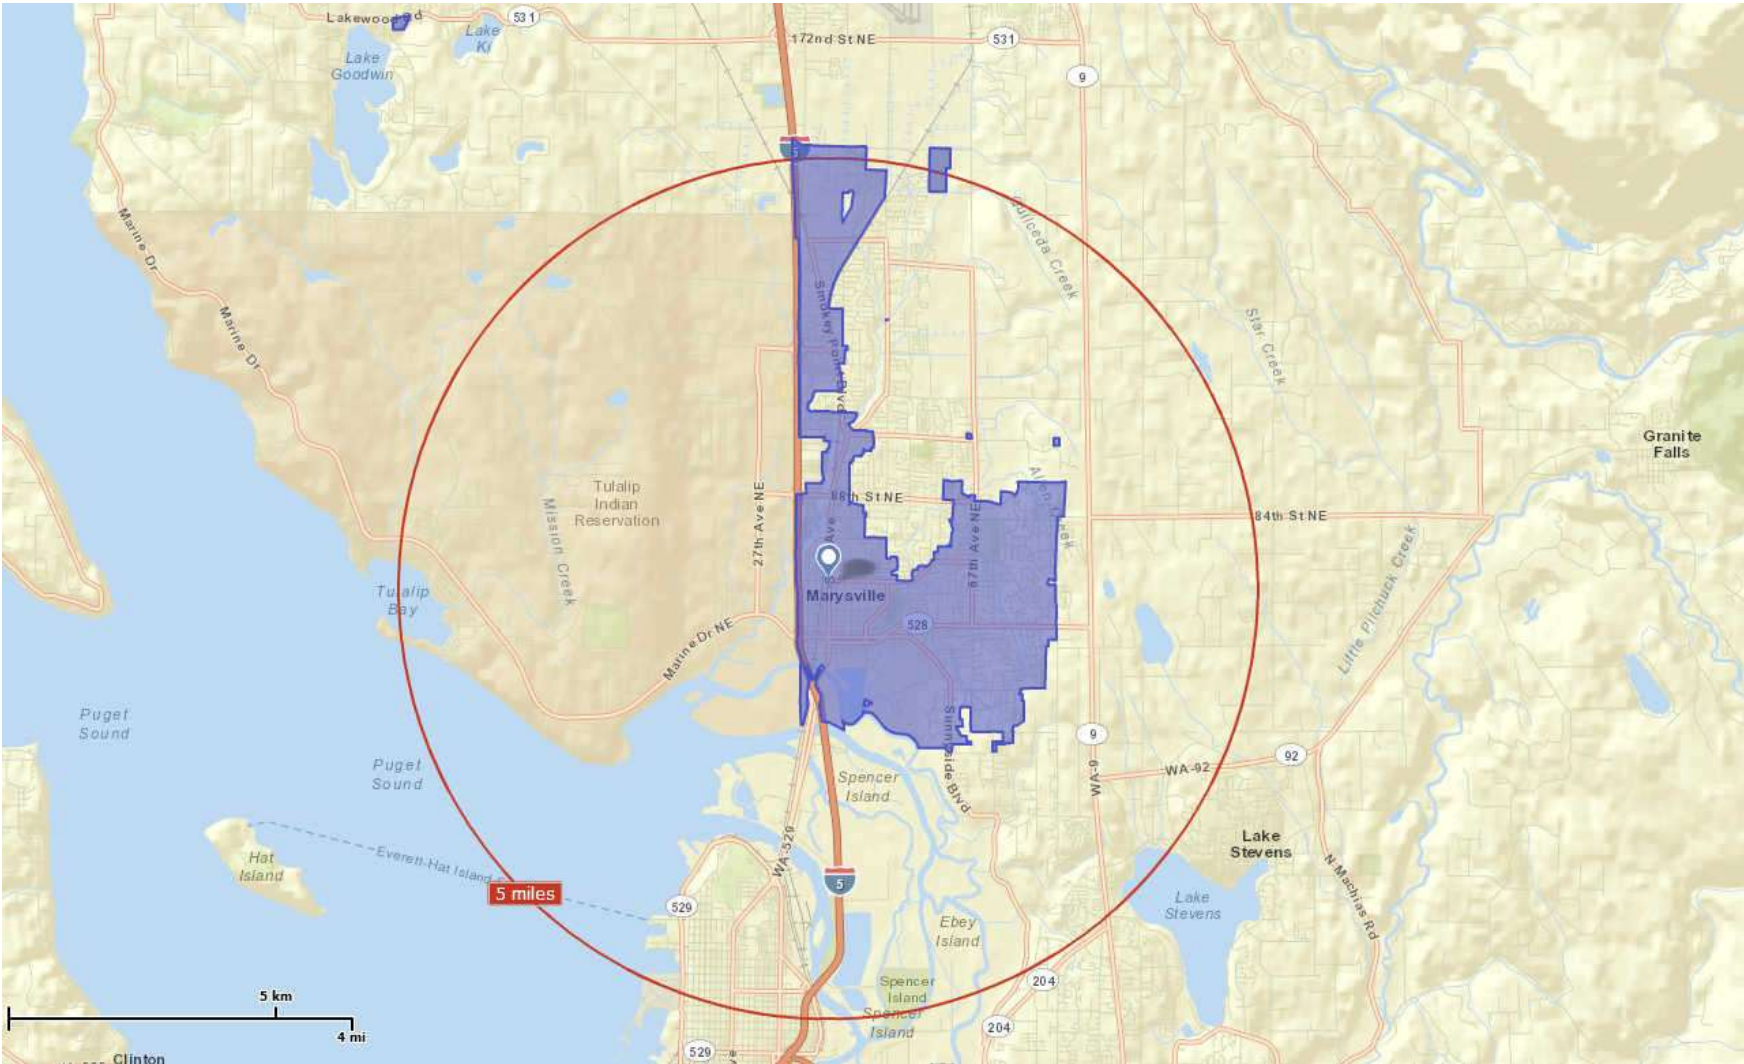 Lakewood Rd
531
Lake
Ki
Lake
Goodwin
172nd St NE
531
9
5
Marine Dr
Quilceda Creek
Marine Dr
Smokey Point Blvd
Star Creek
Granite
Falls
Tulalip
Indian
Reservation
27th Ave NE
88th St NE
Mission Creek
Ave
67th Ave NE
84th St NE
Little Pilchuck Creek
Tulalip
Bay
Marysville
528
Marine Dr NE
Puget
Sound
Puget
Sound
Sunnyside Blvd
9
WA-9
92
WA-92
Spencer
Island
Hat
Island
Everett-Hat Island
WA-529
Lake
Stevens
N Machias Rd
5 miles
5
529
Lake
Stevens
Ebey
Island
Spencer
Island
Spencer
Island
204
204
5 km
4 mi
529
Clinton